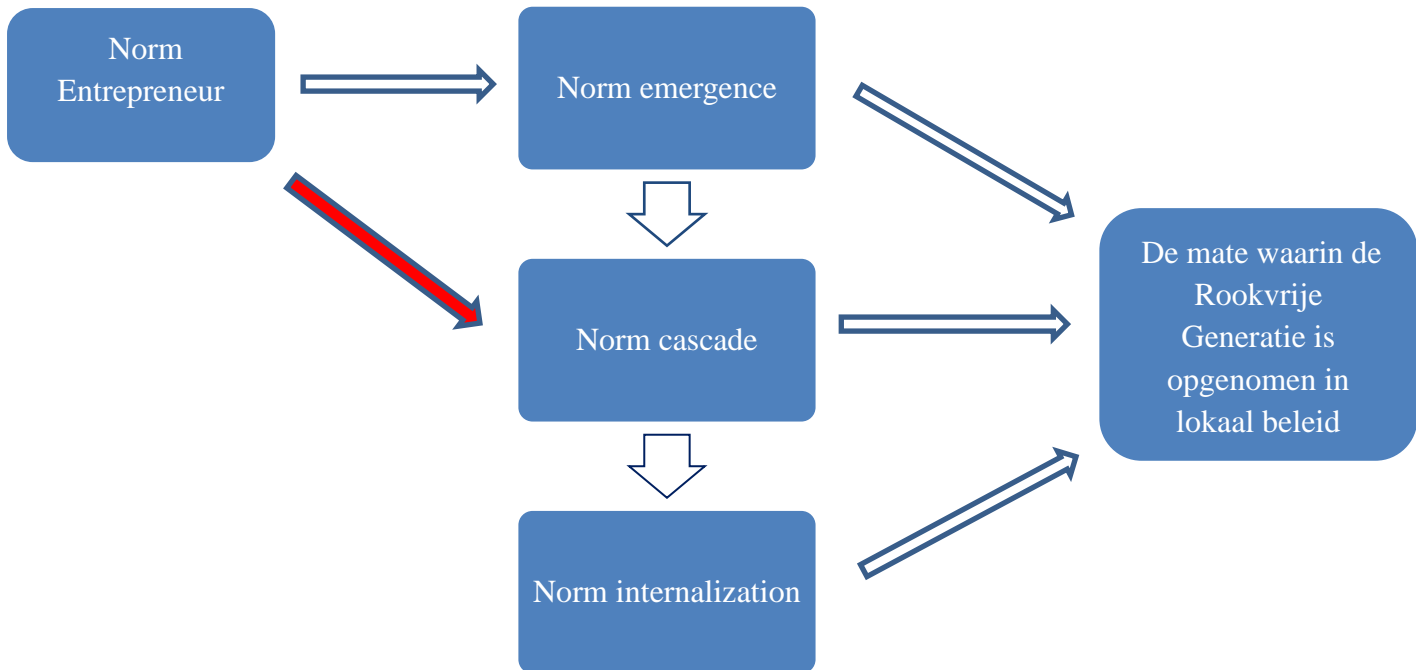 Norm
Entrepreneur
Norm emergence
Norm cascade
Norm internalization
De mate waarin de
Rookvrije
Generatie is
opgenomen in
lokaal beleid